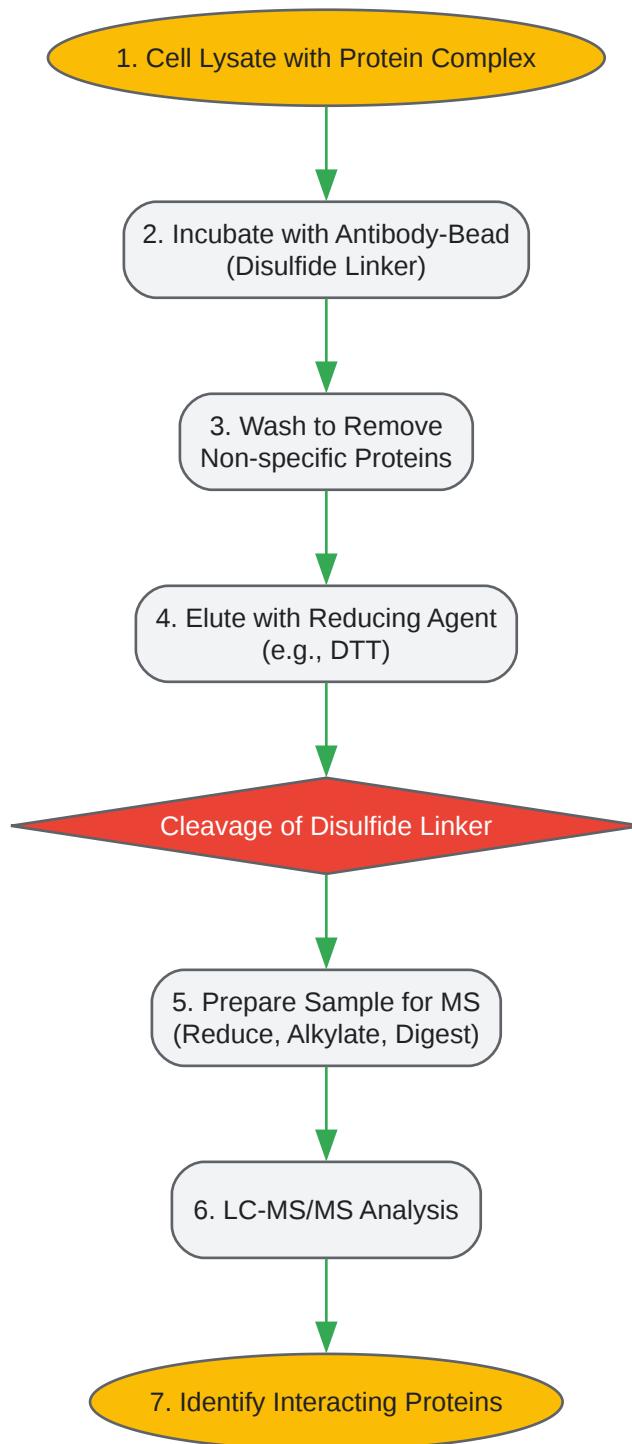 1. Cell Lysate with Protein Complex
2. Incubate with Antibody-Bead
(Disulfide Linker)
3. Wash to Remove
Non-specific Proteins
4. Elute with Reducing Agent
(e.g., DTT)
Cleavage of Disulfide Linker
5. Prepare Sample for MS
(Reduce, Alkylate, Digest)
6. LC-MS/MS Analysis
7. Identify Interacting Proteins